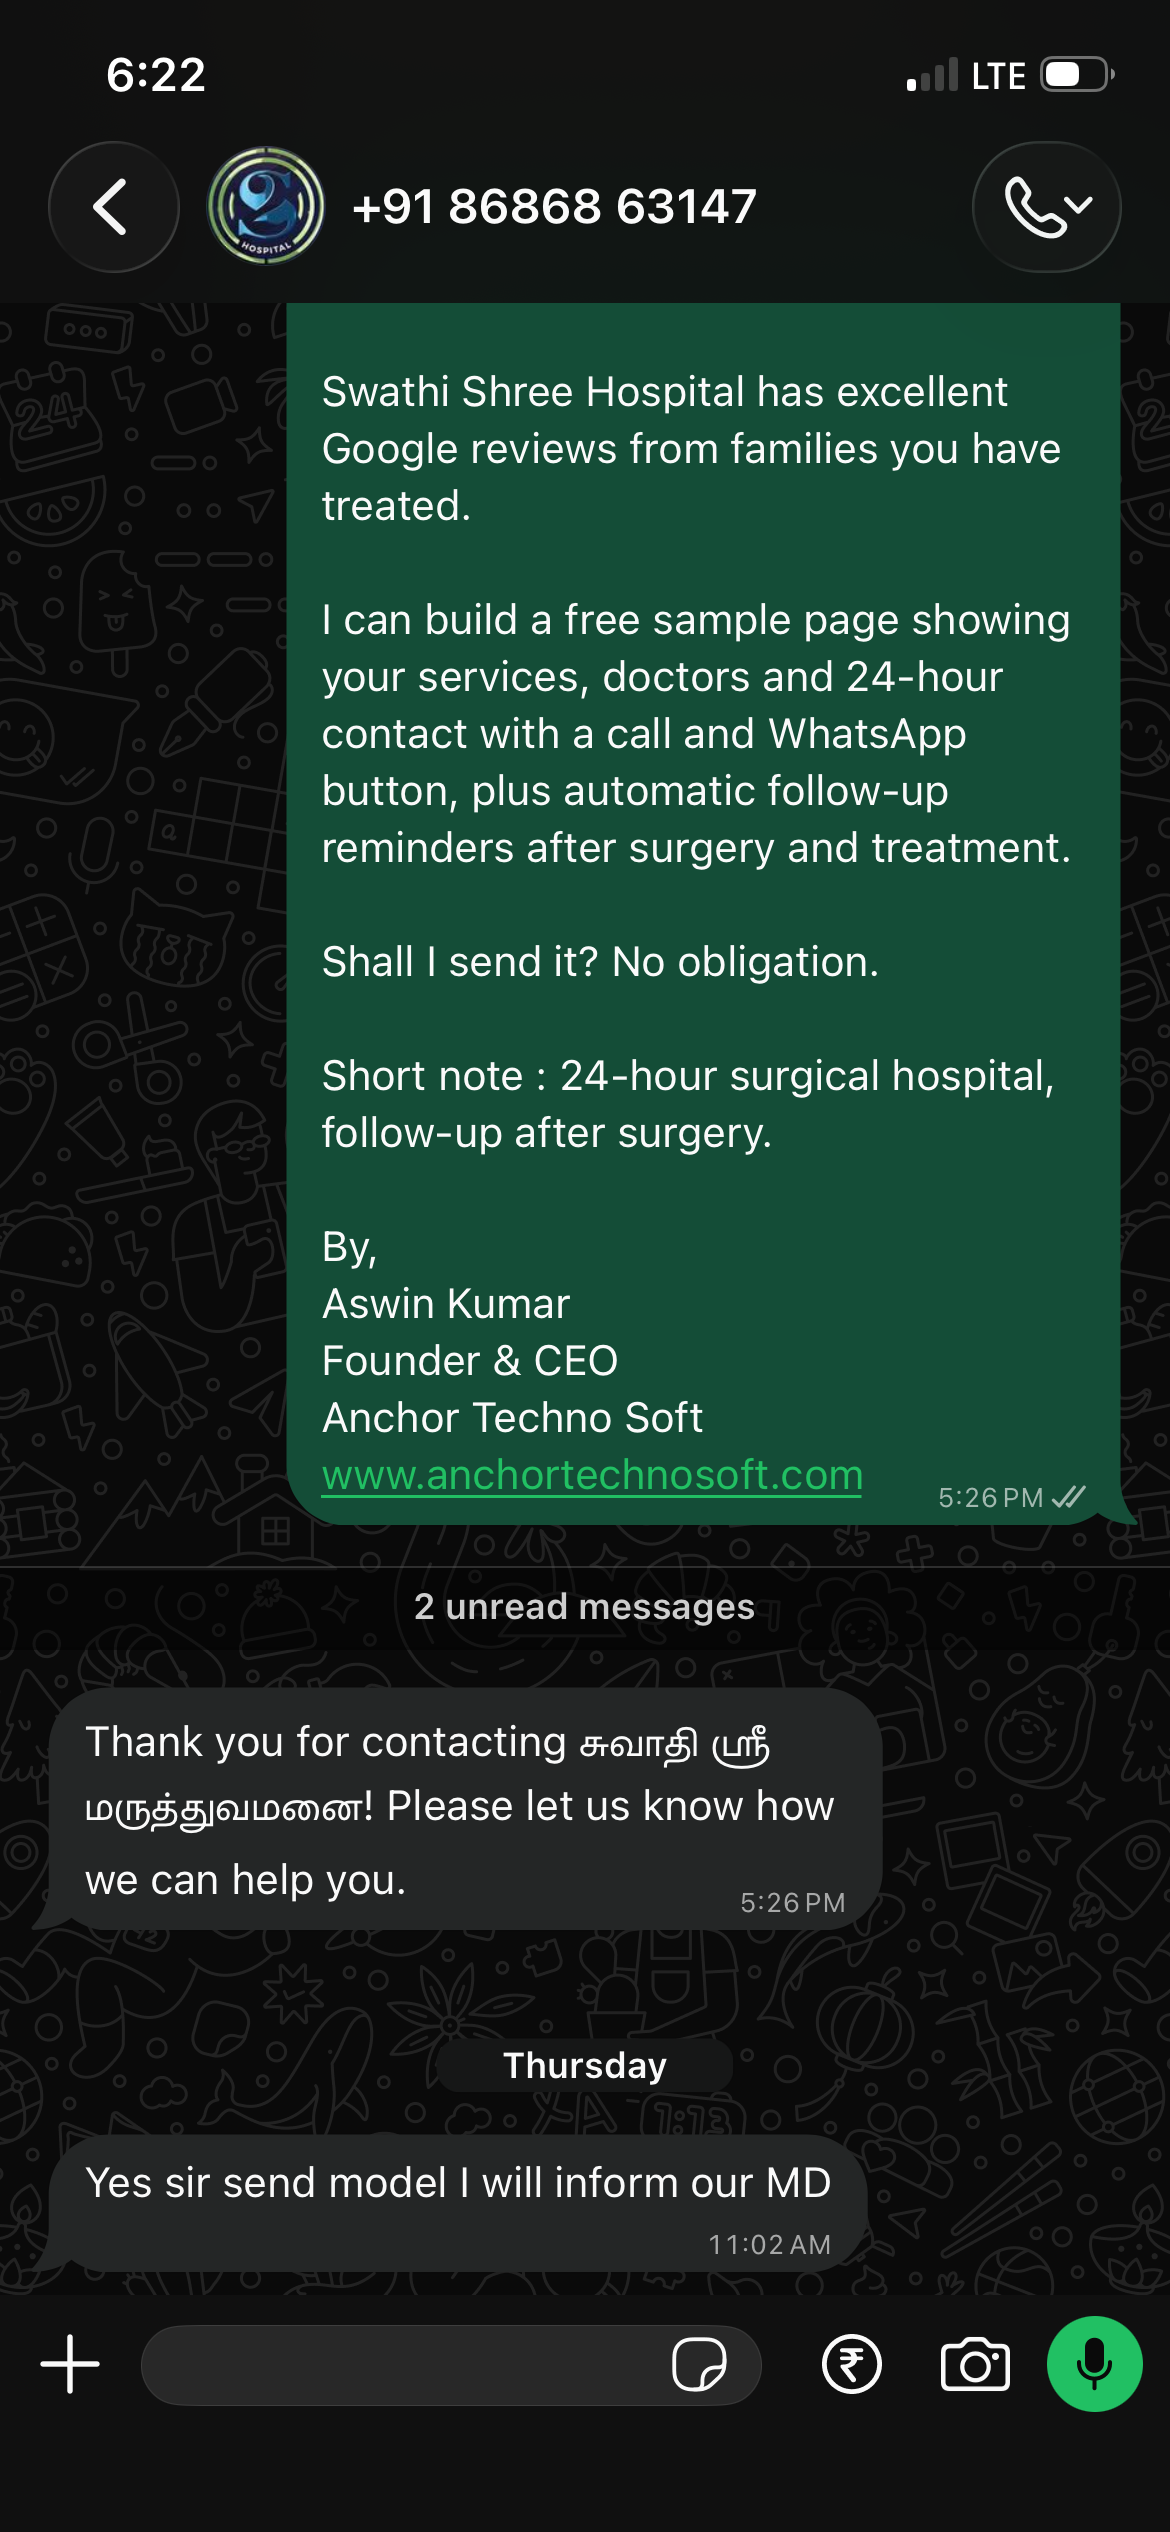 6:22
LTE
HOSPITAL
+91 86868 63147
Swathi Shree Hospital has excellent
Google reviews from families you have
treated.
I can build a free sample page showing
your services, doctors and 24-hour
contact with a call and WhatsApp
button, plus automatic follow-up
reminders after surgery and treatment.
Shall I send it? No obligation.
Short note : 24-hour surgical hospital,
follow-up after surgery.
By,
Aswin Kumar
Founder & CEO
Anchor Techno Soft
www.anchortechnosoft.com
5:26 PM
2 unread messages
Thank you for contacting சுவாதி ஸ்ரீ
மருத்துவமனை! Please let us know how
we can help you.
5:26 PM
Thursday
Yes sir send model I will inform our MD
11:02 AM